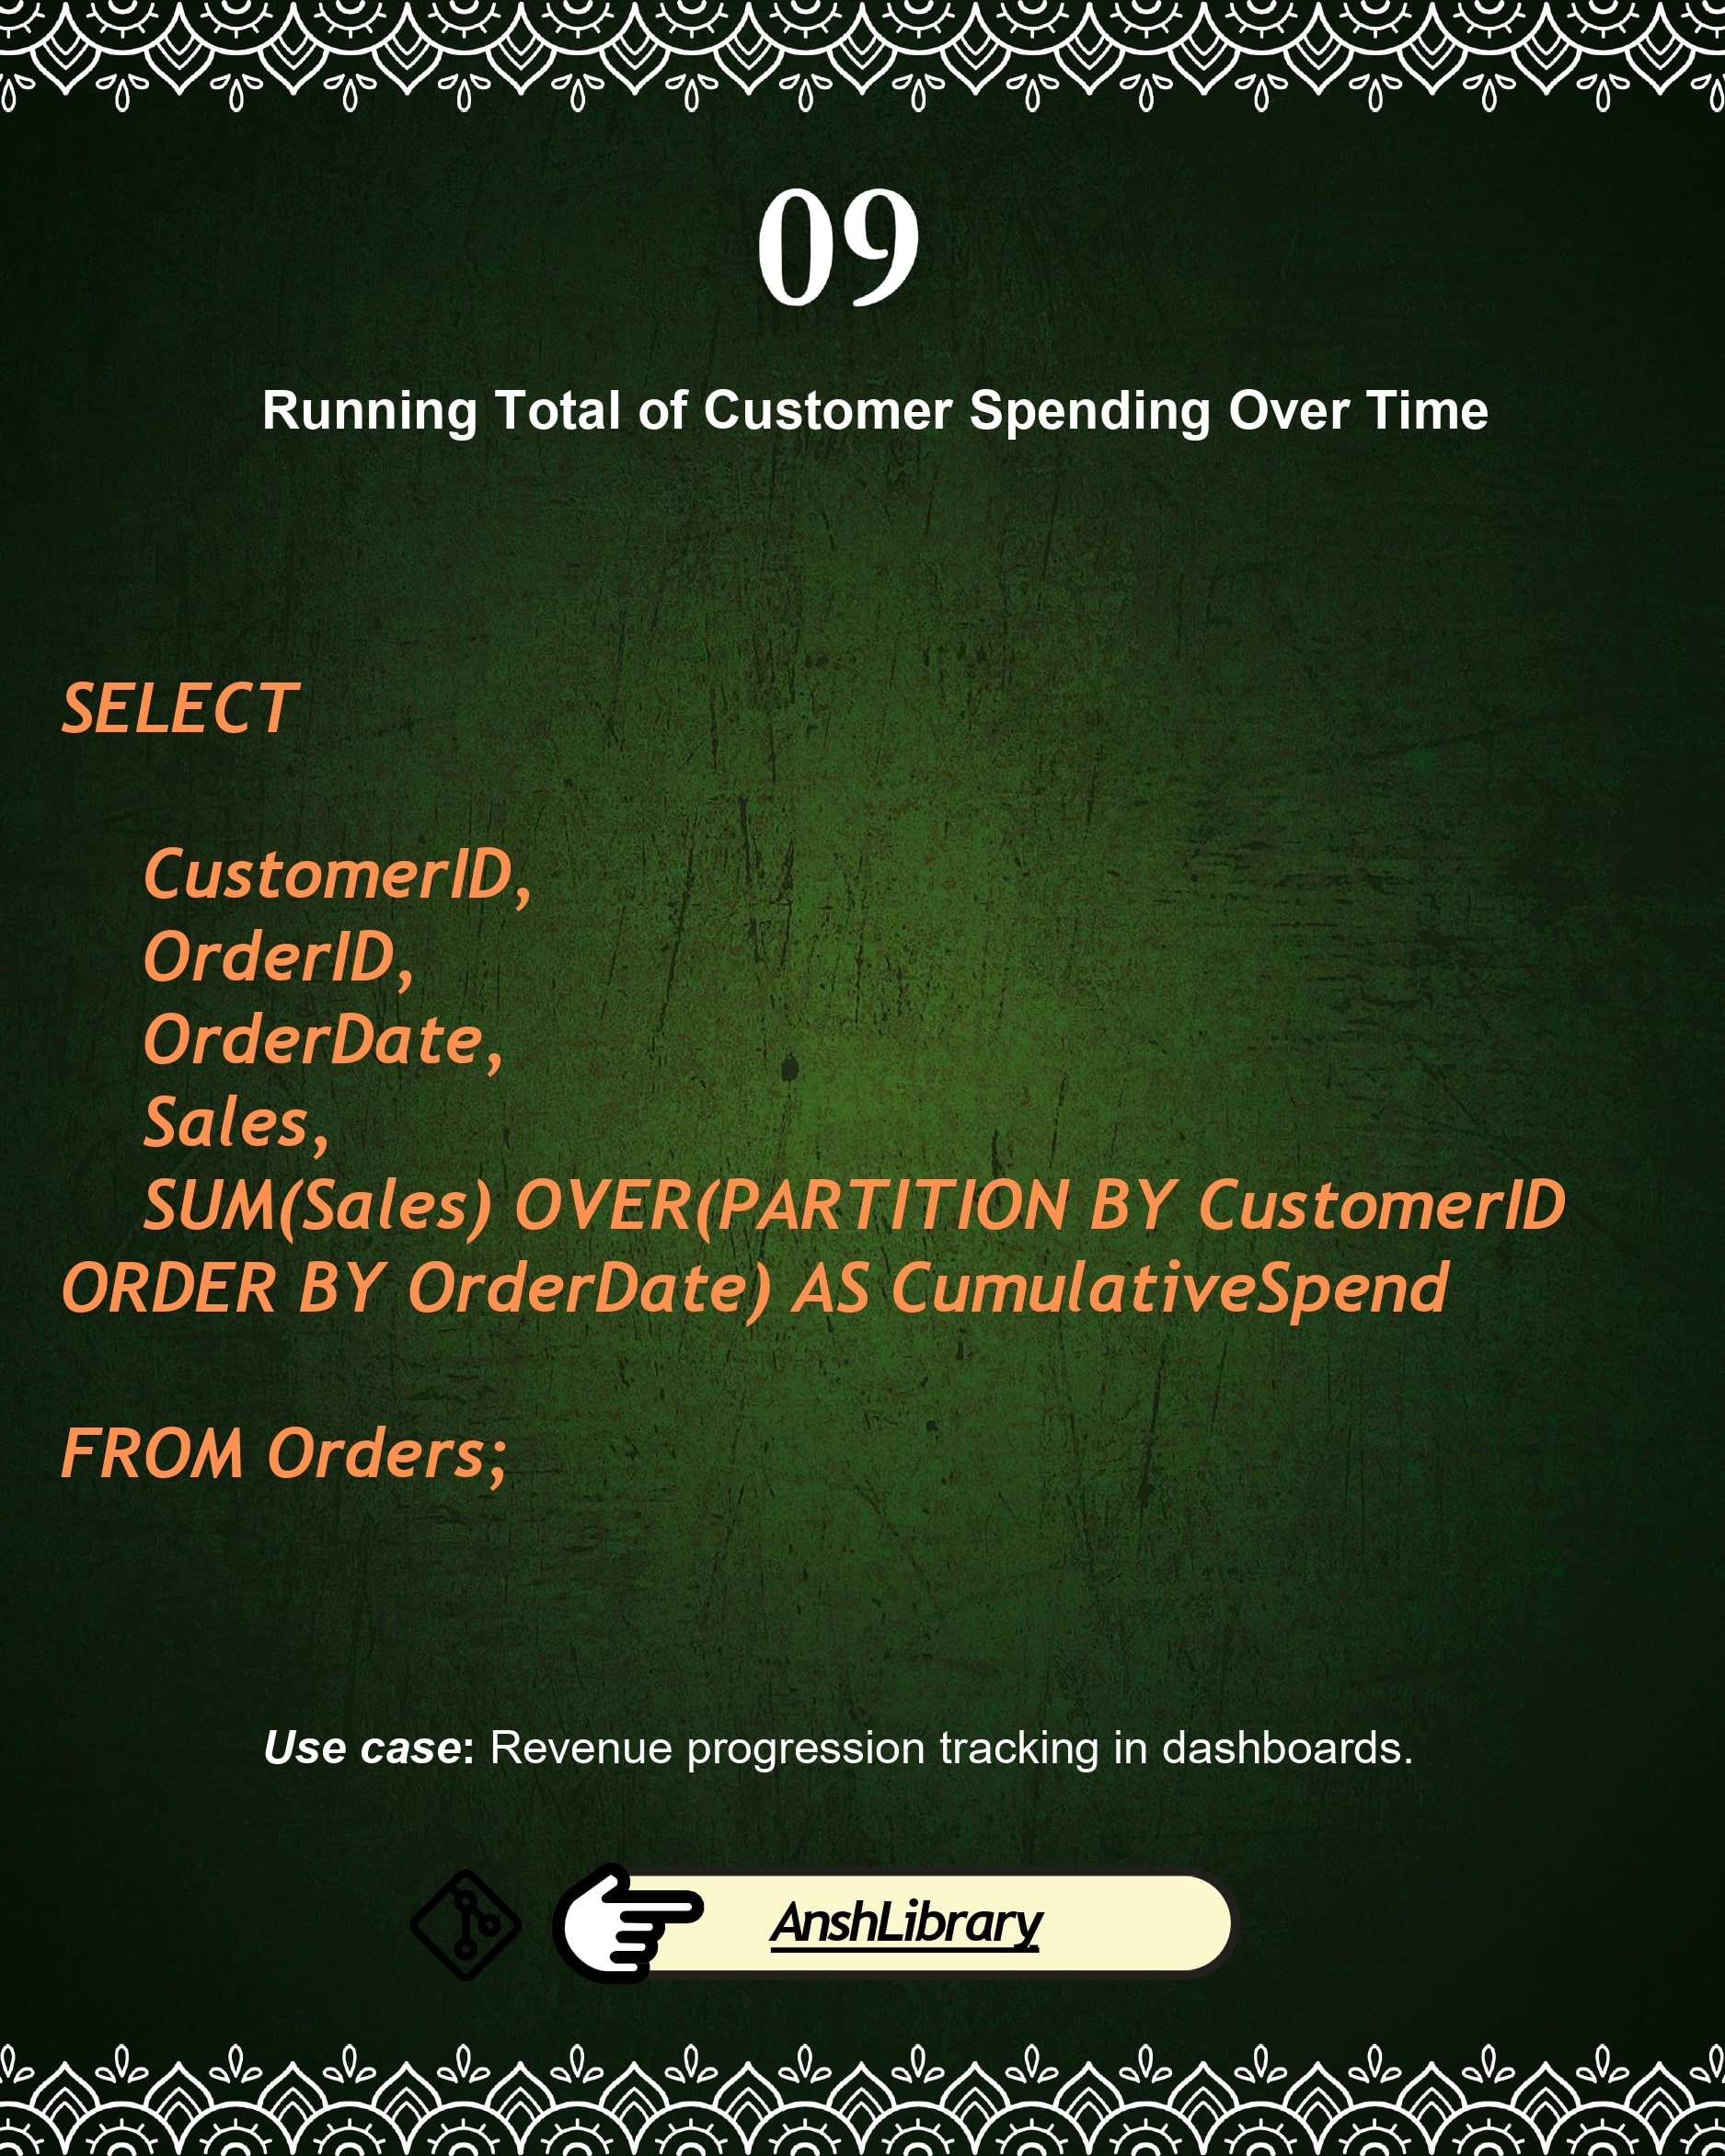 09
Running Total of Customer Spending Over Time
SELECT
CustomerID,
OrderID,
OrderDate,
Sales,
SUM(Sales) OVER(PARTITION BY CustomerID
ORDER BY OrderDate) AS CumulativeSpend
FROM Orders;
Use case: Revenue progression tracking in dashboards.
AnshLibrary